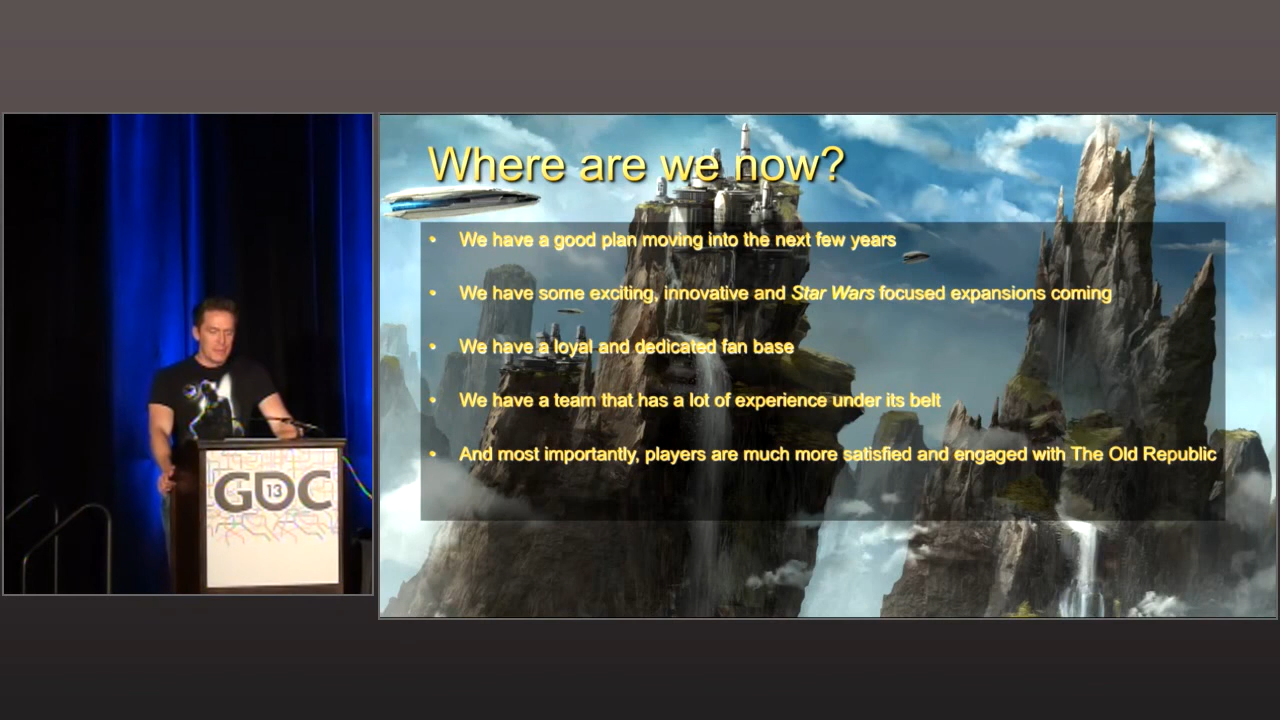 Where are we now?
• We have a good plan moving into the next few years
• We have some exciting, innovative and Star Wars focused expansions coming
• We have a loyal and dedicated fan base
• We have a team that has a lot of experience under its belt
• And most importantly, players are much more satisfied and engaged with The Old Republic
GDC
13